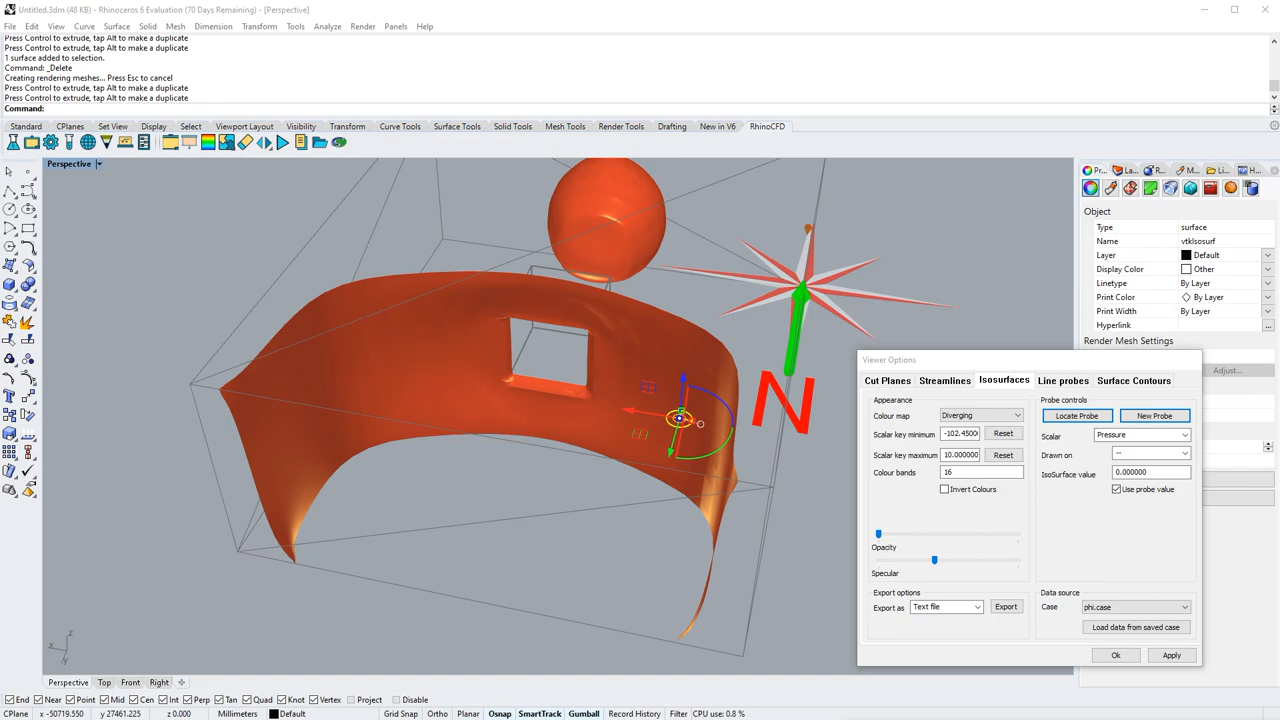 Untitled.3dm (48 KB) - Rhinoceros 6 Evaluation (70 Days Remaining) - [Perspective]
File Edit View Curve Surface Solid Mesh Dimension Transform Tools Analyze Render Panels Help
Press Control to extrude, tap Alt to make a duplicate
Press Control to extrude, tap Alt to make a duplicate
1 surface added to selection.
Command: _Delete
Creating rendering meshes... Press Esc to cancel
Press Control to extrude, tap Alt to make a duplicate
Press Control to extrude, tap Alt to make a duplicate
Command:
Standard CPlanes Set View Display Select Viewport Layout Visibility Transform Curve Tools Surface Tools Solid Tools Mesh Tools Render Tools Drafting New in V6 RhinoCFD
Perspective
Pr... La... R... M... Li... H...
Object
Type surface
Name vtkIsosurf
Layer Default
Display Color Other
Linetype By Layer
Print Color By Layer
Print Width By Layer
Hyperlink ...
Render Mesh Settings
Adjust...
N
Viewer Options
Cut Planes Streamlines Isosurfaces Line probes Surface Contours
Appearance
Colour map Diverging
Scalar key minimum -102.4500 Reset
Scalar key maximum 10.000000 Reset
Colour bands 16
Invert Colours
Opacity
Specular
Export options
Export as Text file Export
Probe controls
Locate Probe New Probe
Scalar Pressure
Drawn on --
IsoSurface value 0.000000
Use probe value
Data source
Case phi.case
Load data from saved case
Ok Apply
z
x
y
Perspective Top Front Right
End Near Point Mid Cen Int Perp Tan Quad Knot Vertex Project Disable
CPlane x -50719.550 y 27461.225 z 0.000 Millimeters Default Grid Snap Ortho Planar Osnap SmartTrack Gumball Record History Filter CPU use: 0.8 %